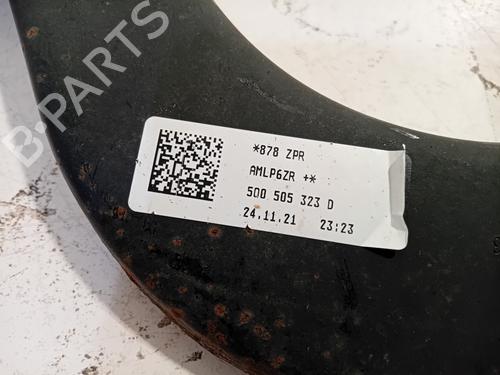 B-PARTS
*878 ZPR
AMLP6ZR +*
5Q0 505 323 D
24.11.21 23:23